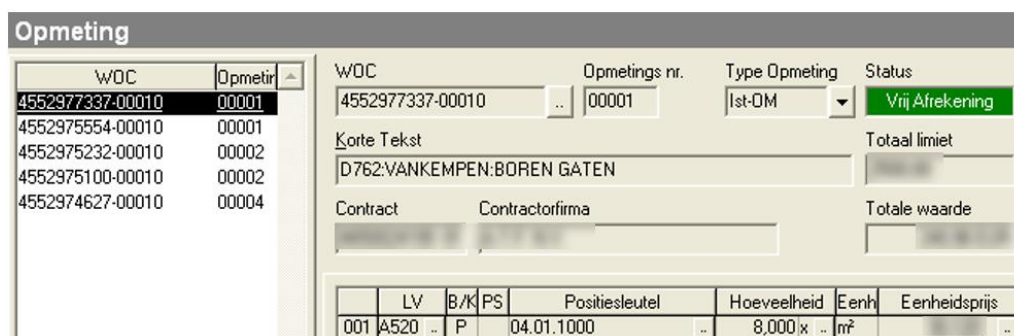 Opmeting
WOC Opmetin
4552977337-00010 00001
4552975554-00010 00001
4552975232-00010 00002
4552975100-00010 00002
4552974627-00010 00004
WOC Opmetings nr. Type Opmeting Status
4552977337-00010 .. 00001 Ist-OM Vrij Afrekening
Korte Tekst Totaal limiet
D762:VANKEMPEN:BOREN GATEN
Contract Contractorfirma Totale waarde
LV B/K PS Positiesleutel Hoeveelheid Eenh Eenheidsprijs
001 A520 .. P 04.01.1000 .. 8,000 x .. m² ..